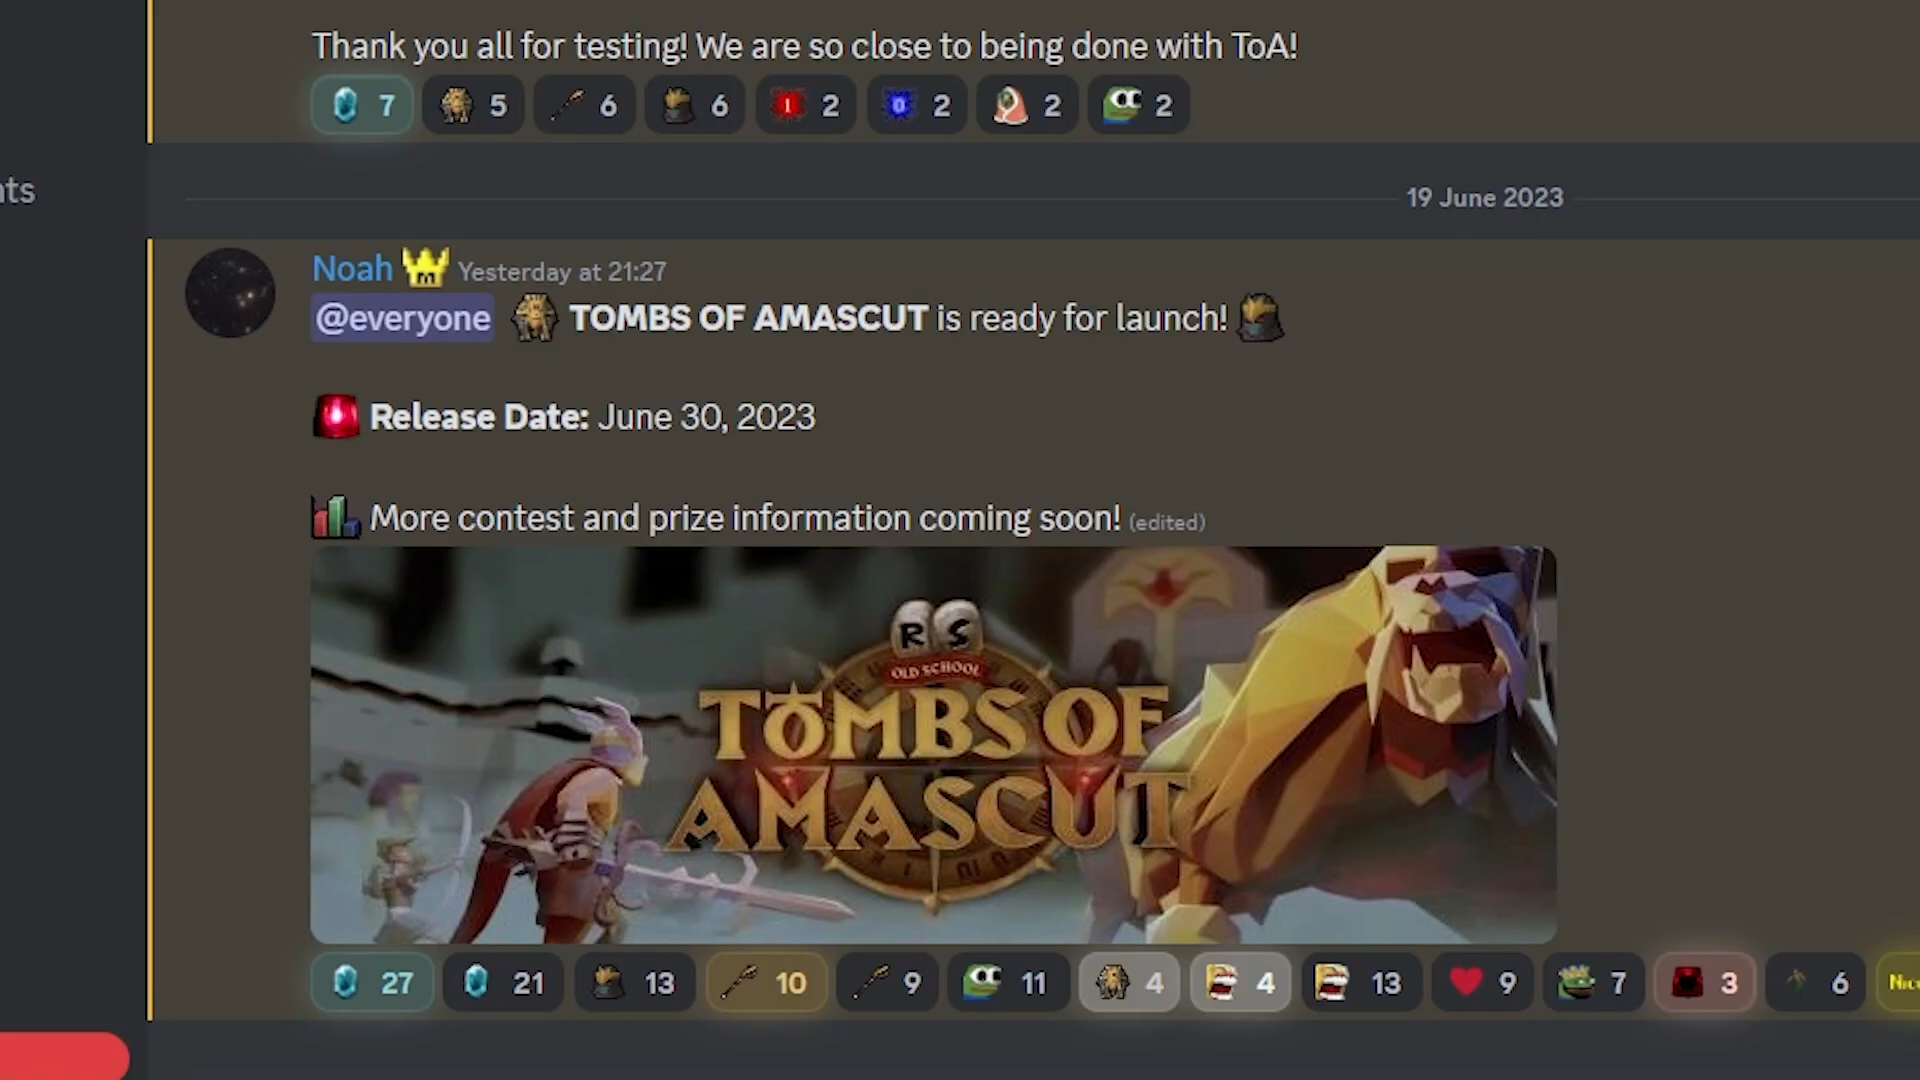 Thank you all for testing! We are so close to being done with ToA!
7 5 6 6 1 2 0 2 2 2
nts
19 June 2023
Noah m Yesterday at 21:27
@everyone TOMBS OF AMASCUT is ready for launch!
Release Date: June 30, 2023
More contest and prize information coming soon! (edited)
RS
OLD SCHOOL
TOMBS OF
AMASCUT
27 21 13 10 9 11 4 4 13 9 7 3 6